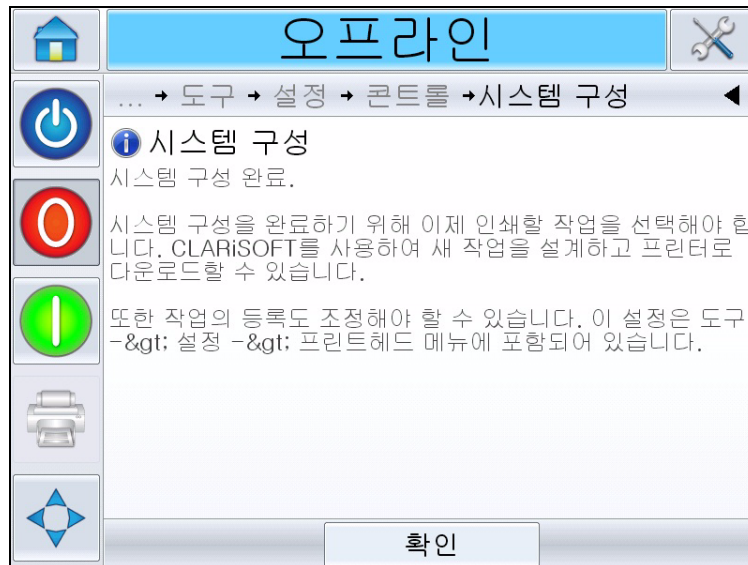 오프라인
... → 도구 → 설정 → 콘트롤 →시스템 구성
시스템 구성
시스템 구성 완료.
시스템 구성을 완료하기 위해 이제 인쇄할 작업을 선택해야 합
니다. CLARiSOFT를 사용하여 새 작업을 설계하고 프린터로
다운로드할 수 있습니다.
또한 작업의 등록도 조정해야 할 수 있습니다. 이 설정은 도구
-&gt; 설정 -&gt; 프린트헤드 메뉴에 포함되어 있습니다.
확인